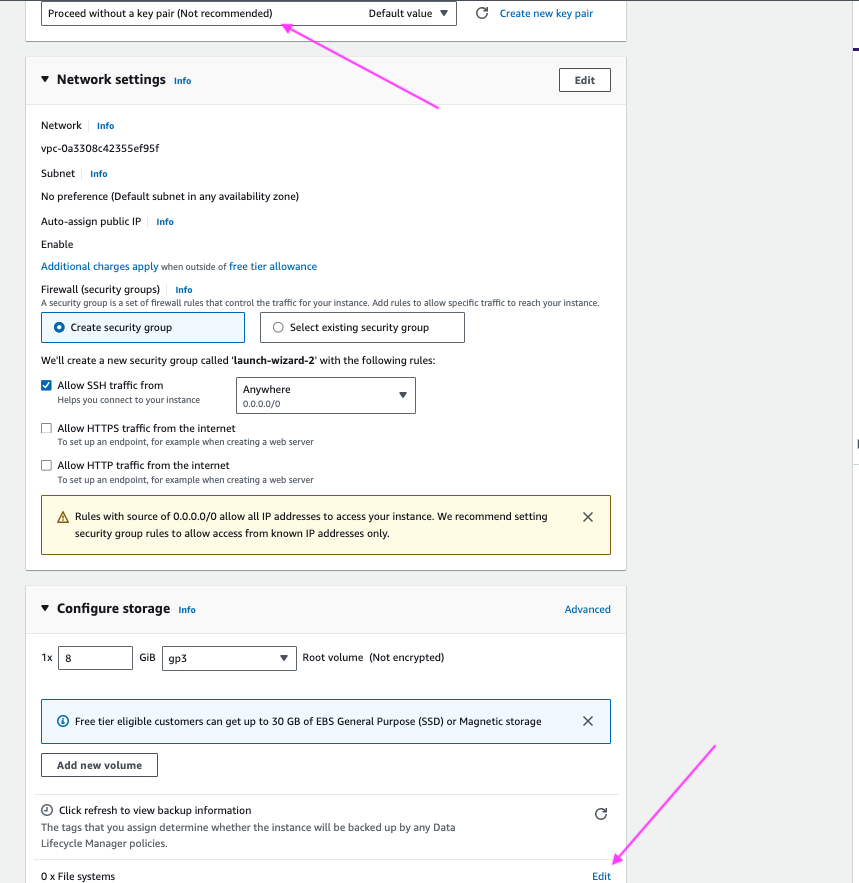 Proceed without a key pair (Not recommended) Default value Create new key pair
Network settings Info Edit
Network Info
vpc-0a3308c42355ef95f
Subnet Info
No preference (Default subnet in any availability zone)
Auto-assign public IP Info
Enable
Additional charges apply when outside of free tier allowance
Firewall (security groups) Info
A security group is a set of firewall rules that control the traffic for your instance. Add rules to allow specific traffic to reach your instance.
Create security group Select existing security group
We'll create a new security group called 'launch-wizard-2' with the following rules:
Allow SSH traffic from
Helps you connect to your instance
Anywhere
0.0.0.0/0
Allow HTTPS traffic from the internet
To set up an endpoint, for example when creating a web server
Allow HTTP traffic from the internet
To set up an endpoint, for example when creating a web server
Rules with source of 0.0.0.0/0 allow all IP addresses to access your instance. We recommend setting
security group rules to allow access from known IP addresses only.
Configure storage Info Advanced
1x 8 GiB gp3 Root volume (Not encrypted)
Free tier eligible customers can get up to 30 GB of EBS General Purpose (SSD) or Magnetic storage
Add new volume
Click refresh to view backup information
The tags that you assign determine whether the instance will be backed up by any Data
Lifecycle Manager policies.
0 x File systems Edit